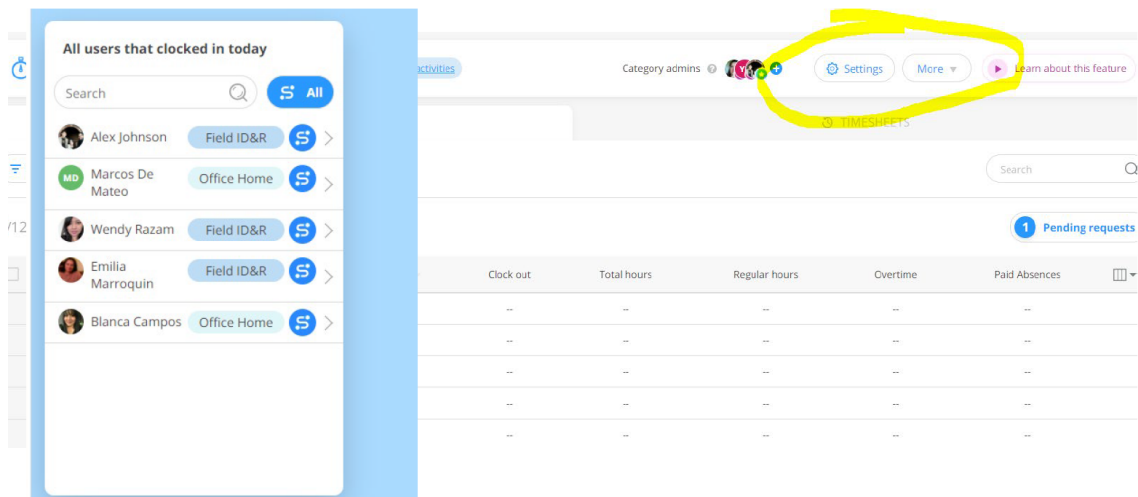 All users that clocked in today
Search
All
Alex Johnson Field ID&R
MD Marcos De Mateo Office Home
Wendy Razam Field ID&R
Emilia Marroquin Field ID&R
Blanca Campos Office Home
activities
Category admins
Y
Settings
More
Learn about this feature
TIMESHEETS
Search
/12
1 Pending requests
Clock out Total hours Regular hours Overtime Paid Absences
-- -- -- -- --
-- -- -- -- --
-- -- -- -- --
-- -- -- -- --
-- -- -- -- --